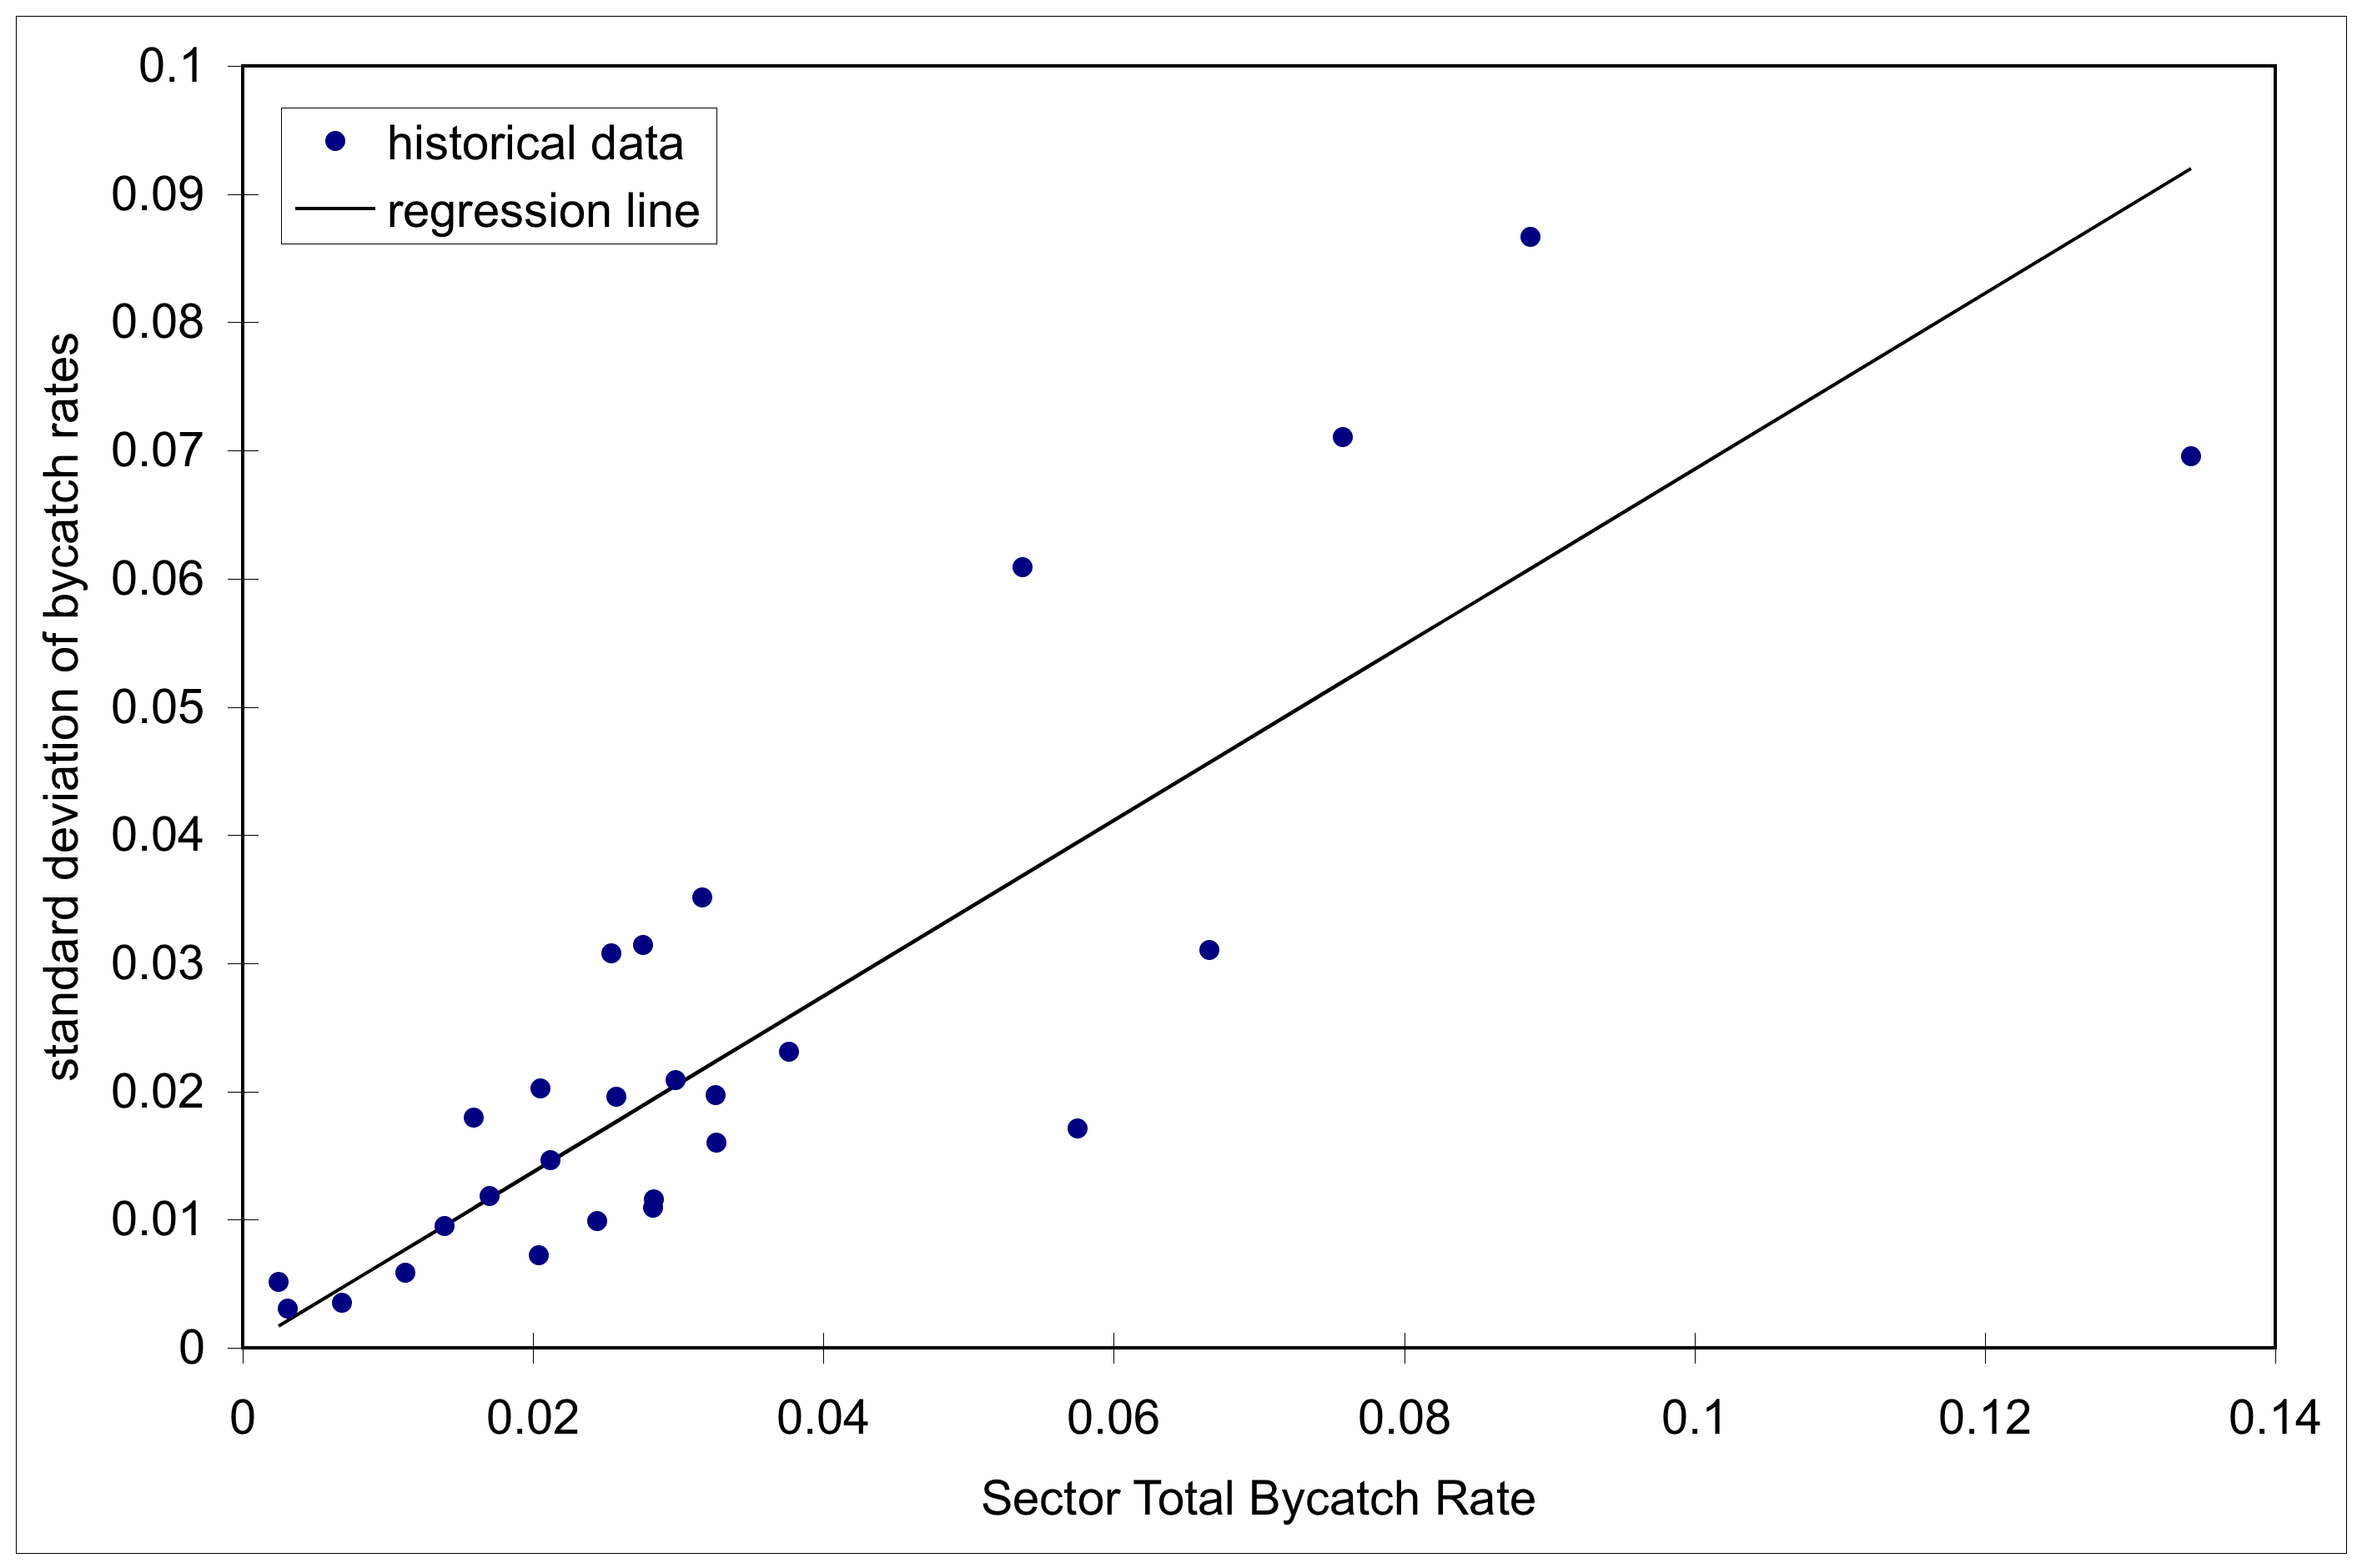 0.1
0.09
0.08
0.07
0.06
0.05
0.04
0.03
0.02
0.01
0
standard deviation of bycatch rates
historical data
regression line
0 0.02 0.04 0.06 0.08 0.1 0.12 0.14
Sector Total Bycatch Rate